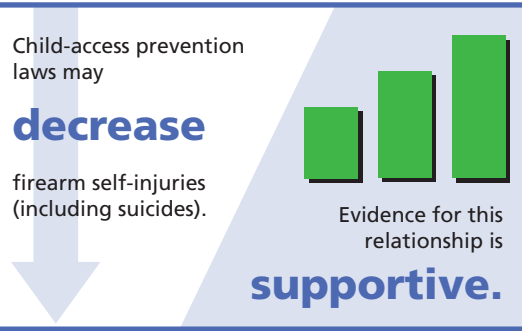 Child-access prevention
laws may
decrease
firearm self-injuries
(including suicides).
Evidence for this
relationship is
supportive.